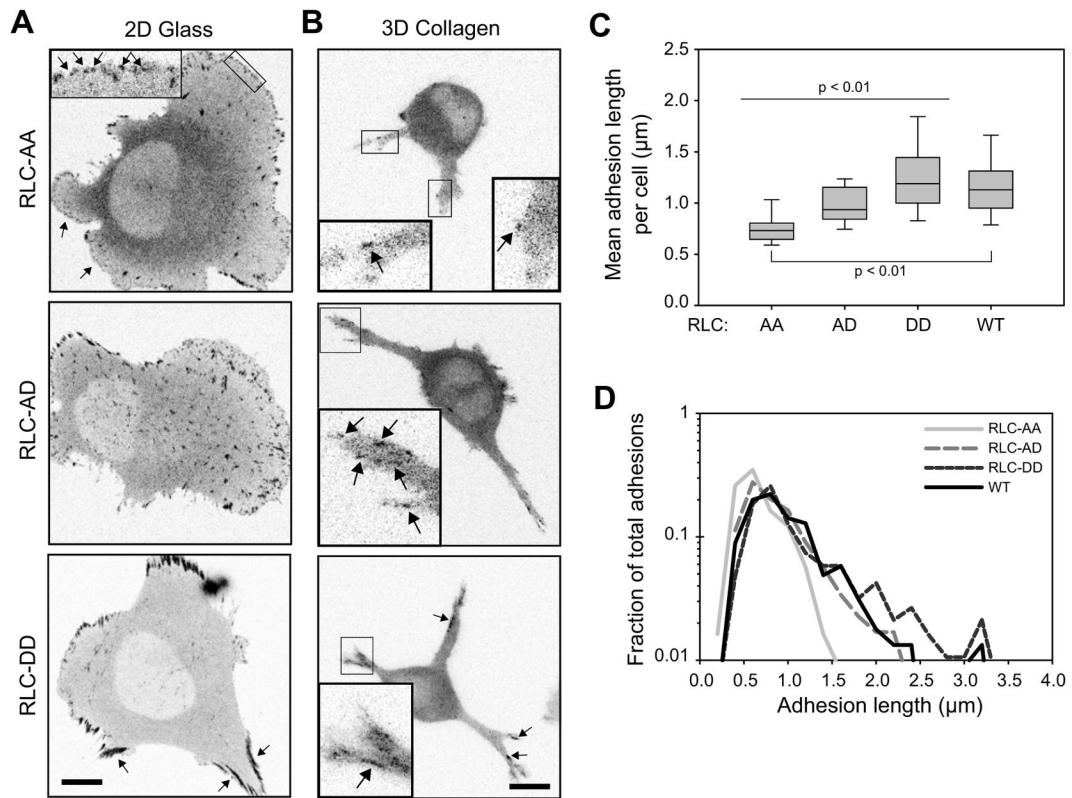 A
2D Glass
RLC-AA
RLC-AD
RLC-DD
B
3D Collagen
C
Mean adhesion length
per cell (µm)
2.5
2.0
1.5
1.0
0.5
0.0
p < 0.01
p < 0.01
RLC: AA AD DD WT
D
Fraction of total adhesions
1
0.1
0.01
RLC-AA
RLC-AD
RLC-DD
WT
0.0 0.5 1.0 1.5 2.0 2.5 3.0 3.5 4.0
Adhesion length (µm)